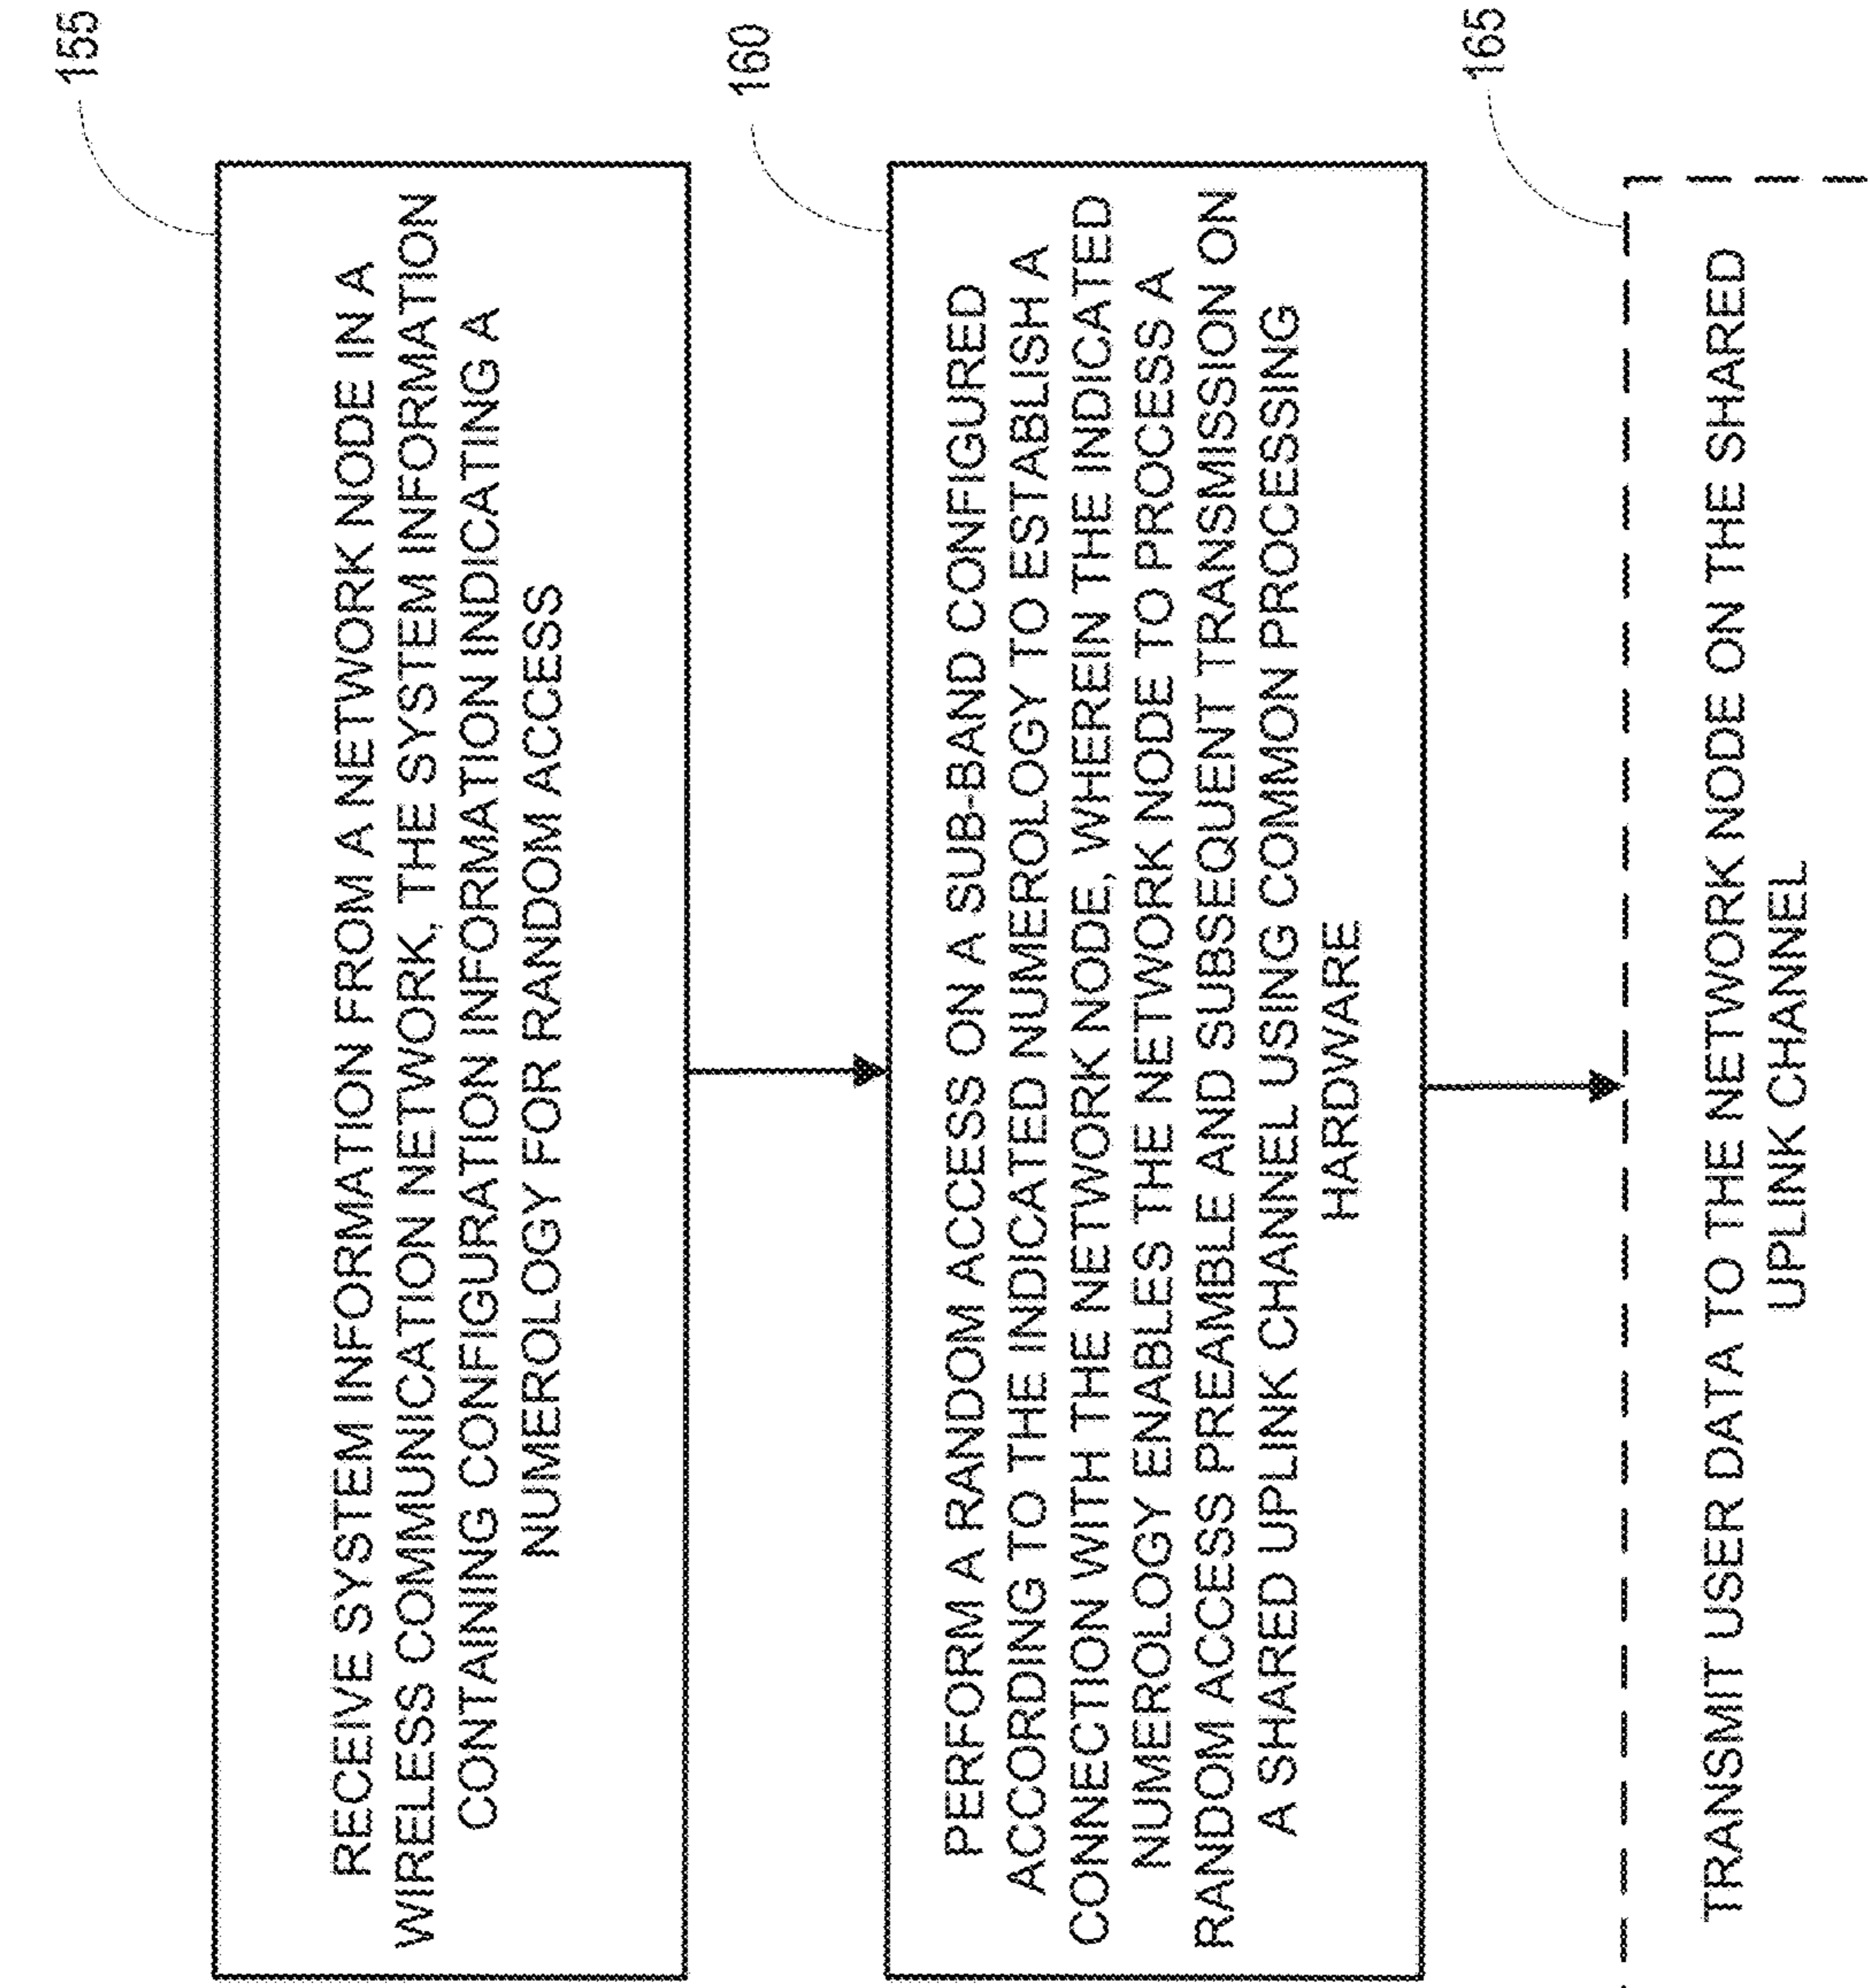 155
RECEIVE SYSTEM INFORMATION FROM A NETWORK NODE IN A
WIRELESS COMMUNICATION NETWORK, THE SYSTEM INFORMATION
CONTAINING CONFIGURATION INFORMATION INDICATING A
NUMEROLOGY FOR RANDOM ACCESS
160
PERFORM A RANDOM ACCESS ON A SUB-BAND CONFIGURED
ACCORDING TO THE INDICATED NUMEROLOGY TO ESTABLISH A
CONNECTION WITH THE NETWORK NODE, WHEREIN THE INDICATED
NUMEROLOGY ENABLES THE NETWORK NODE TO PROCESS A
RANDOM ACCESS PREAMBLE AND SUBSEQUENT TRANSMISSION ON
A SHARED UPLINK CHANNEL USING COMMON PROCESSING
HARDWARE
165
TRANSMIT USER DATA TO THE NETWORK NODE ON THE SHARED
UPLINK CHANNEL